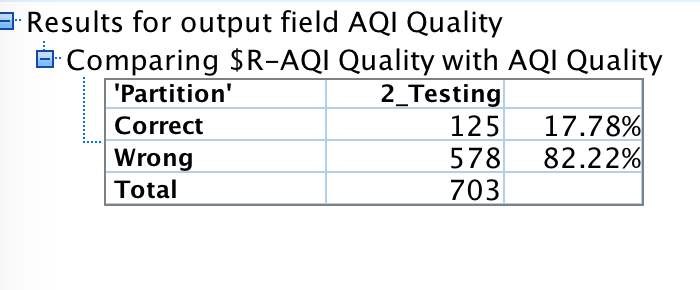 Results for output field AQI Quality
Comparing $R-AQI Quality with AQI Quality
'Partition' 2_Testing
Correct 125 17.78%
Wrong 578 82.22%
Total 703